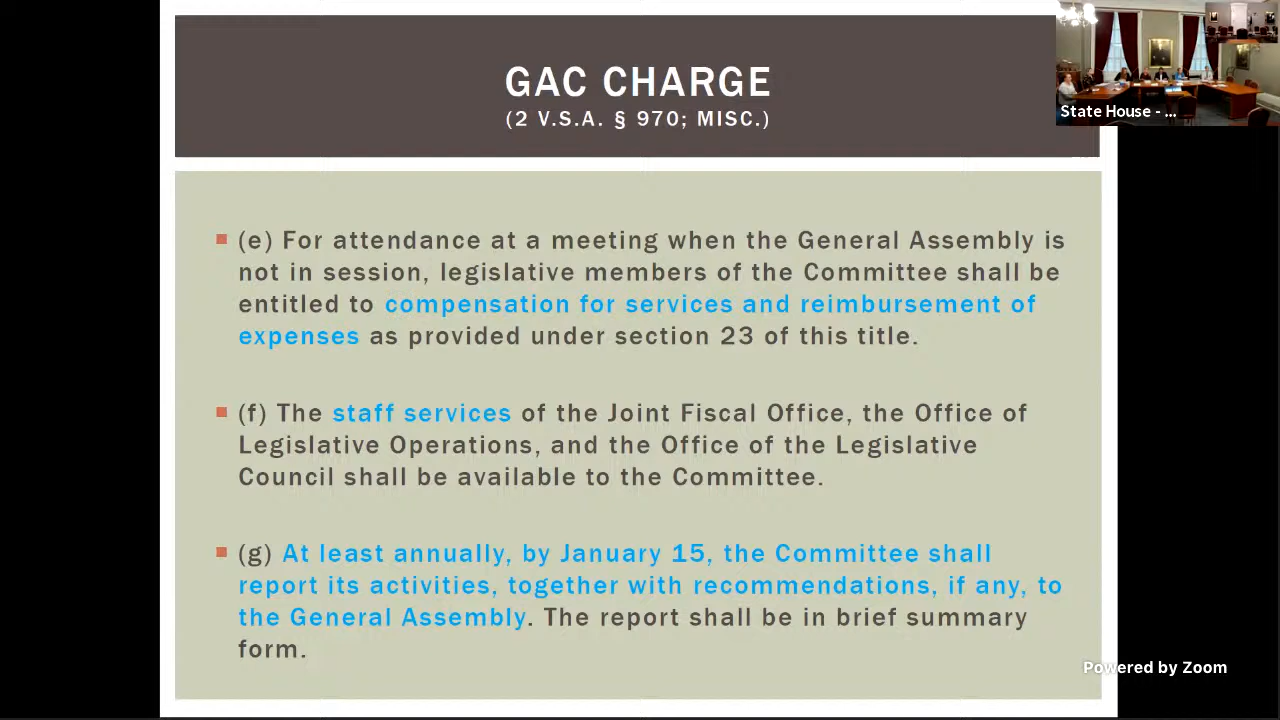 GAC CHARGE
(2 V.S.A. § 970; MISC.)
State House - ...
(e) For attendance at a meeting when the General Assembly is
not in session, legislative members of the Committee shall be
entitled to compensation for services and reimbursement of
expenses as provided under section 23 of this title.
(f) The staff services of the Joint Fiscal Office, the Office of
Legislative Operations, and the Office of the Legislative
Council shall be available to the Committee.
(g) At least annually, by January 15, the Committee shall
report its activities, together with recommendations, if any, to
the General Assembly. The report shall be in brief summary
form.
Powered by Zoom